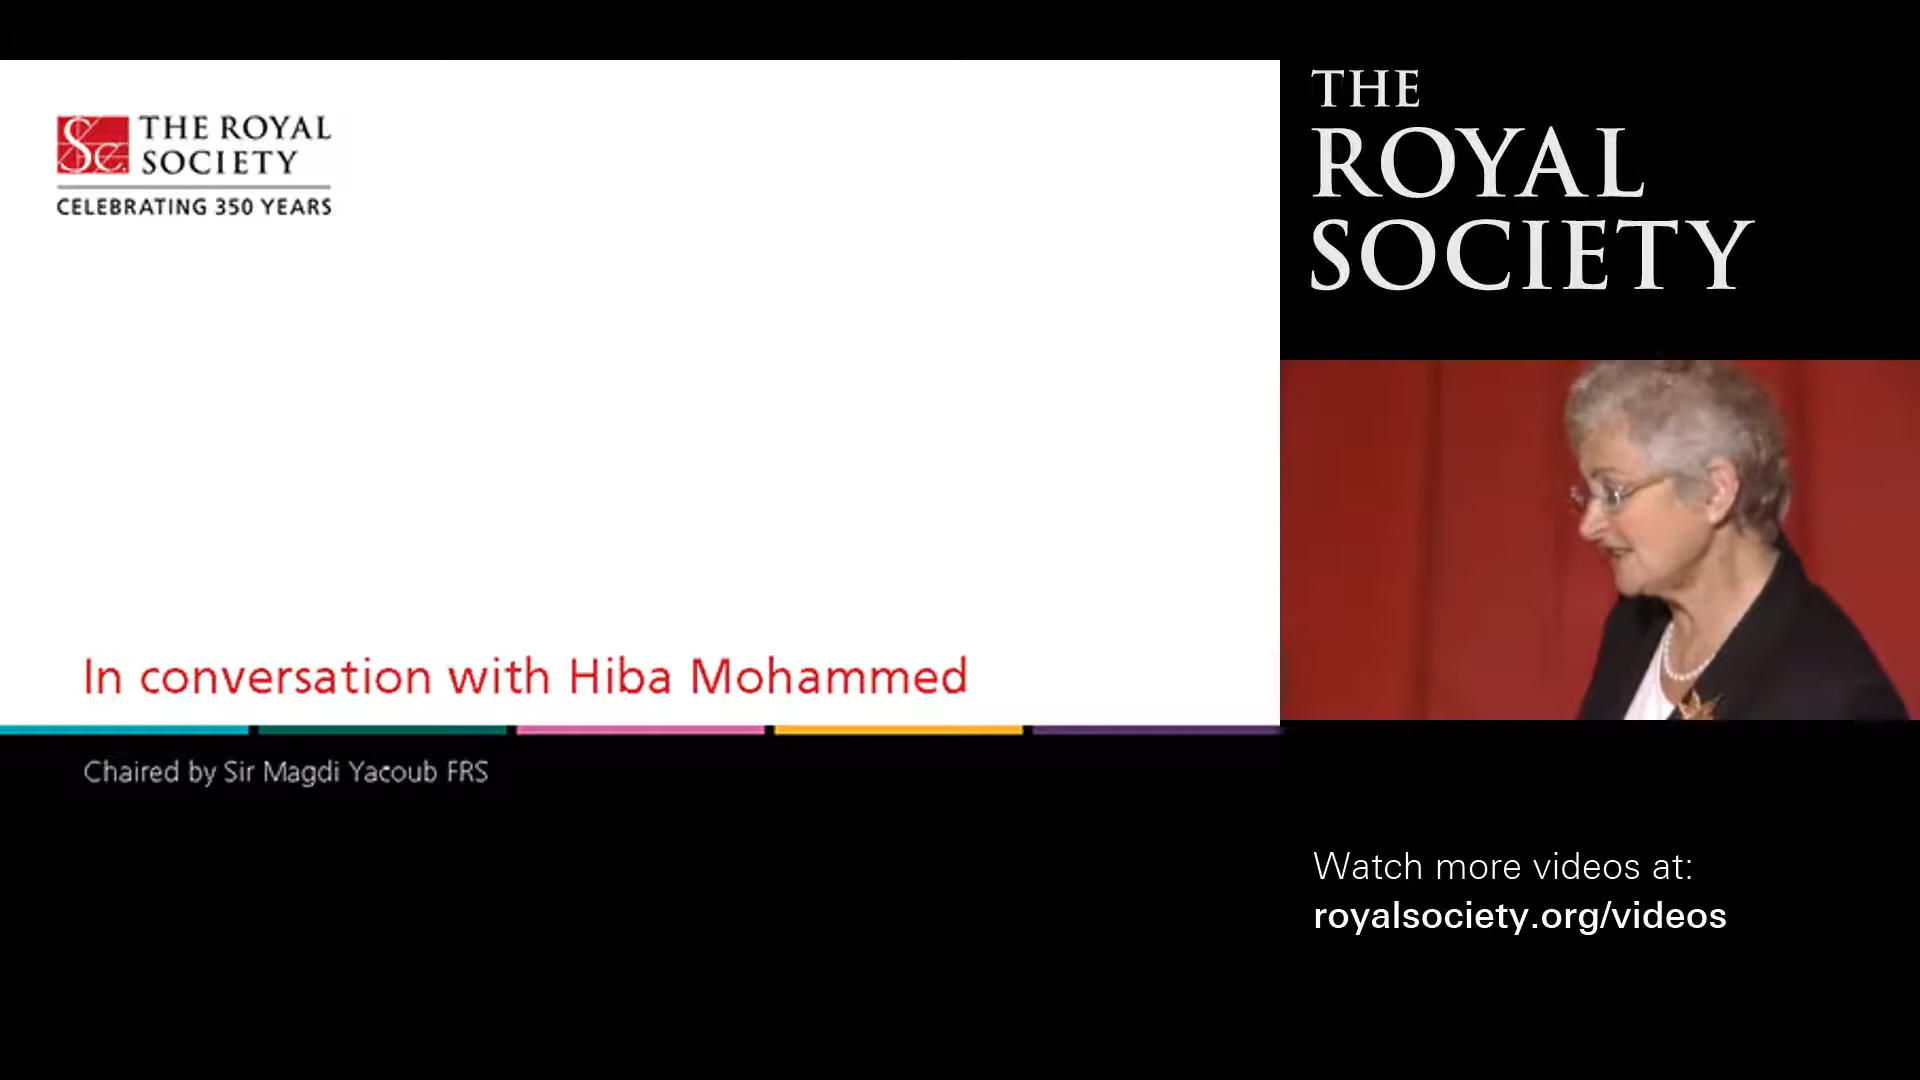 THE ROYAL
SOCIETY
CELEBRATING 350 YEARS
In conversation with Hiba Mohammed
Chaired by Sir Magdi Yacoub FRS
THE
ROYAL
SOCIETY
Watch more videos at:
royalsociety.org/videos